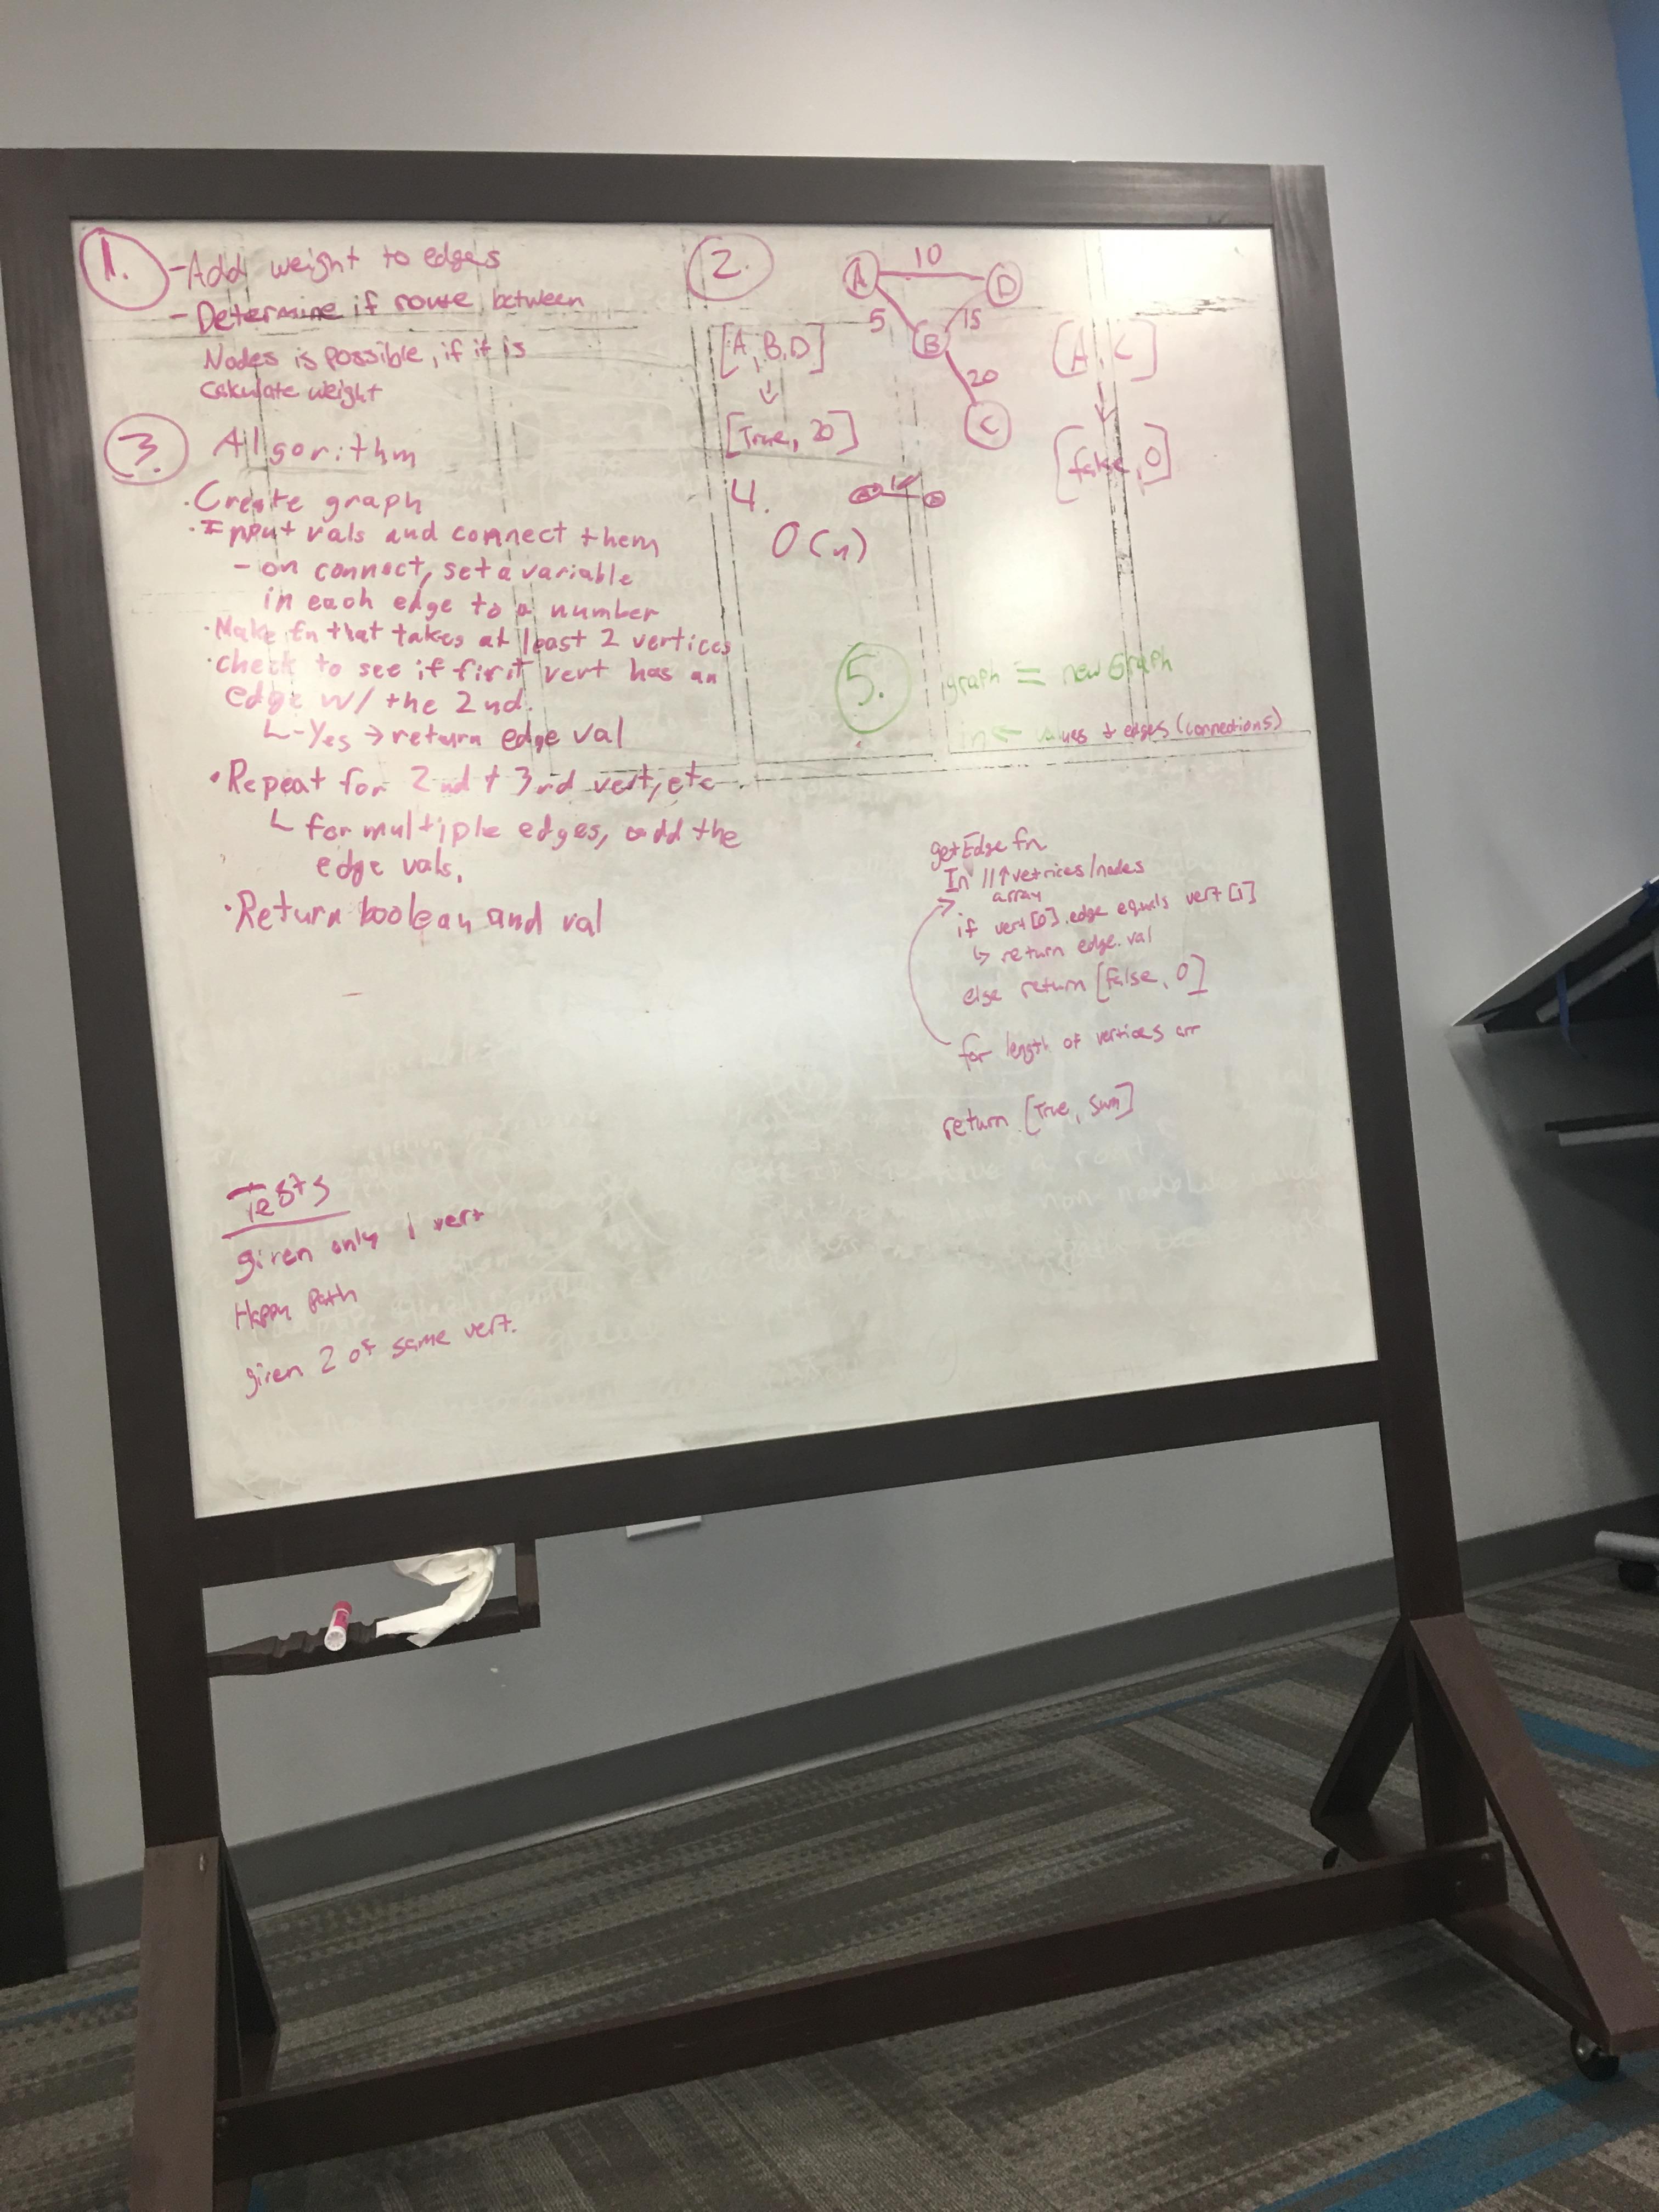 1.
- Add weight to edges
- Determine if route between
Nodes is possible, if it is
calculate weight
2.
A 10 D
5 15
B
20
C
[A, B, D]
[True, 20]
[A, C]
[false, 0]
3. Algorithm
· Create graph
· Input vals and connect them
- on connect, set a variable
in each edge to a number
· Make fn that takes at least 2 vertices
· check to see if first vert has an
edge w/ the 2nd.
- Yes → return edge val
· Repeat for 2nd + 3rd vert, etc
for multiple edges, add the
edge vals.
· Return boolean and val
4.
O(n)
5.
graph = new Graph
in ← values + edges (connections)
getEdge fn
In //↑ vetrices/nodes
array
if vert[0].edge equals vert[1]
↳ return edge.val
else return [false, 0]
for length of vertices arr
return [True, Sum]
Tests
given only 1 vert
Happy Path
given 2 of same vert.